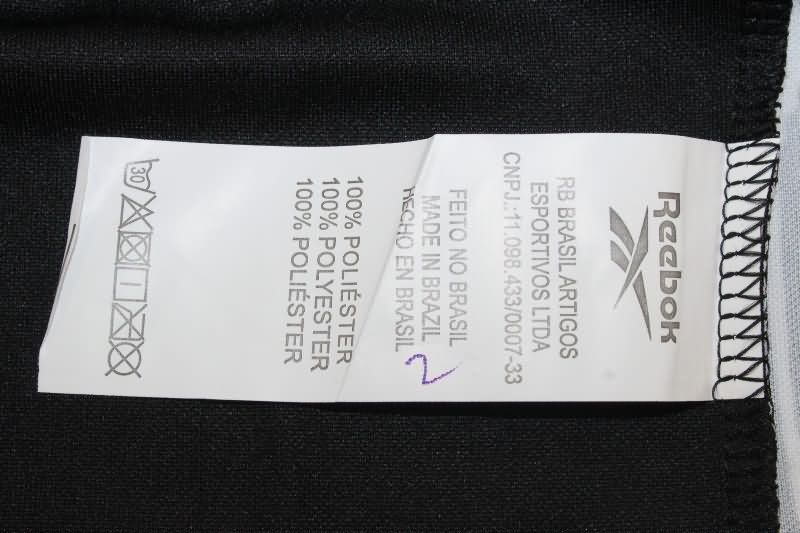 Reebok
RB BRASIL ARTIGOS
ESPORTIVOS LTDA
CNPJ.:11.098.433/0007-33
FEITO NO BRASIL
MADE IN BRAZIL
HECHO EN BRASIL
2
100% POLIÉSTER
100% POLYESTER
100% POLIÉSTER
30